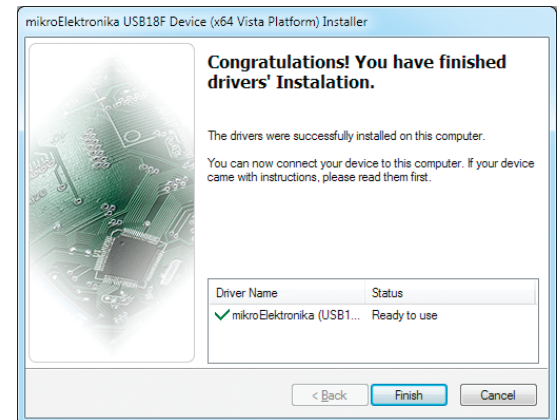 mikroElektronika USB18F Device (x64 Vista Platform) Installer
Congratulations! You have finished
drivers' Instalation.
The drivers were successfully installed on this computer.
You can now connect your device to this computer. If your device
came with instructions, please read them first.
Driver Name Status
mikroElektronika (USB1... Ready to use
< Back Finish Cancel